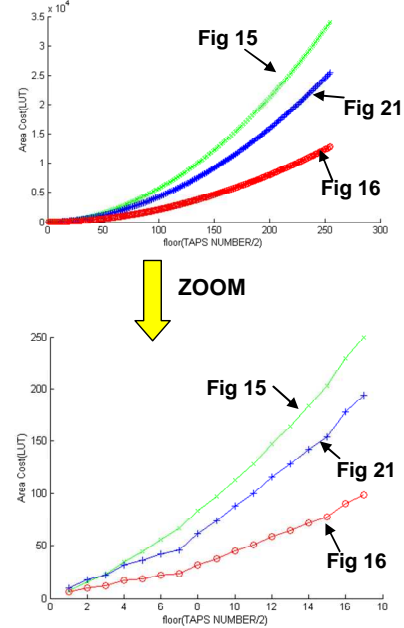 x 10⁴
3.5
3
2.5
2
1.5
1
0.5
0
Area Cost(LUT)
Fig 15
Fig 21
Fig 16
0 50 100 150 200 250 300
floor(TAPS NUMBER/2)
ZOOM
250
200
150
100
50
0
Area Cost(LUT)
Fig 15
Fig 21
Fig 16
0 2 4 6 8 10 12 14 16 18
floor(TAPS NUMBER/2)